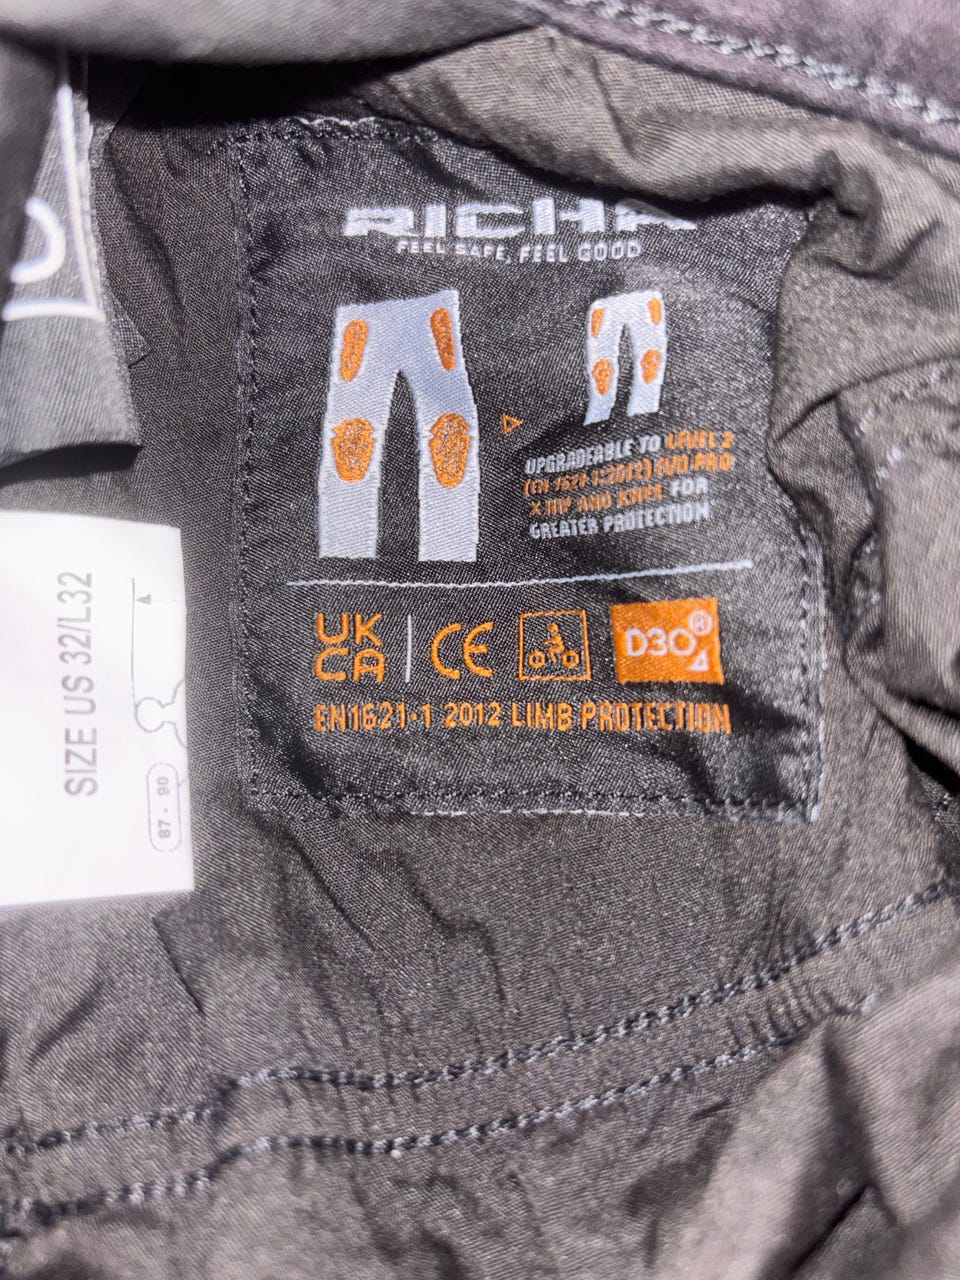 RICHA
FEEL SAFE, FEEL GOOD
UPGRADEABLE TO LEVEL 2
(EN 1621-1:2012) EVO PRO
X HIP AND KNEE FOR
GREATER PROTECTION
UK
CA
CE
D3O®
EN1621-1 2012 LIMB PROTECTION
SIZE US 32/L32
87 - 90